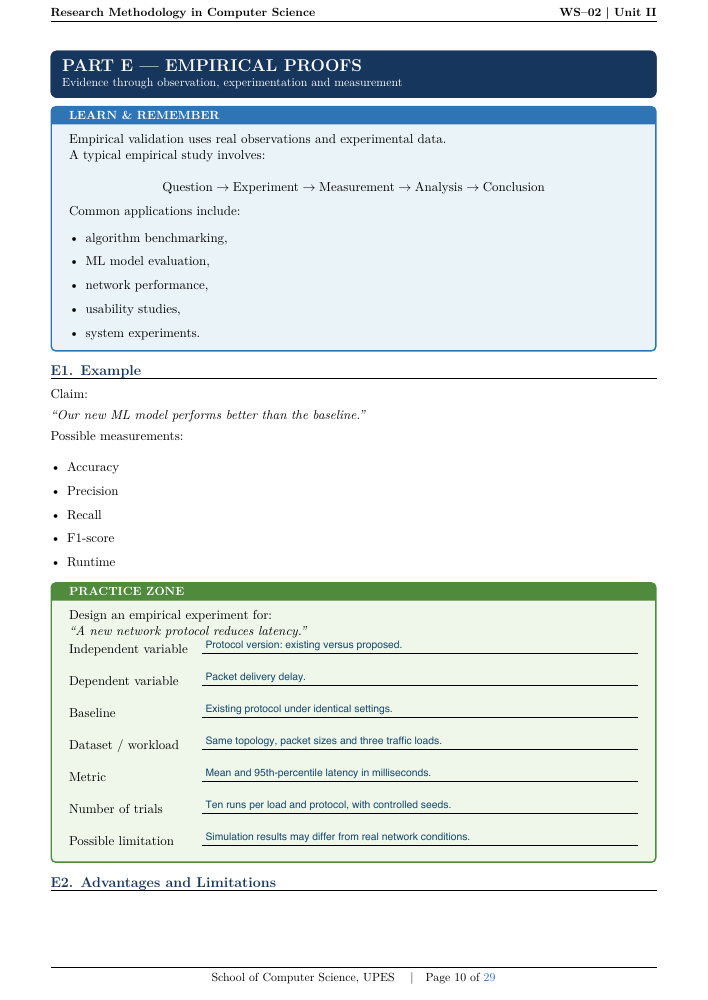 Research Methodology in Computer Science WS–02 | Unit II
PART E — EMPIRICAL PROOFS
Evidence through observation, experimentation and measurement
LEARN & REMEMBER
Empirical validation uses real observations and experimental data.
A typical empirical study involves:
Question → Experiment → Measurement → Analysis → Conclusion
Common applications include:
• algorithm benchmarking,
• ML model evaluation,
• network performance,
• usability studies,
• system experiments.
E1. Example
Claim:
“Our new ML model performs better than the baseline.”
Possible measurements:
• Accuracy
• Precision
• Recall
• F1-score
• Runtime
PRACTICE ZONE
Design an empirical experiment for:
“A new network protocol reduces latency.”
Independent variable Protocol version: existing versus proposed.
Dependent variable Packet delivery delay.
Baseline Existing protocol under identical settings.
Dataset / workload Same topology, packet sizes and three traffic loads.
Metric Mean and 95th-percentile latency in milliseconds.
Number of trials Ten runs per load and protocol, with controlled seeds.
Possible limitation Simulation results may differ from real network conditions.
E2. Advantages and Limitations
School of Computer Science, UPES | Page 10 of 29